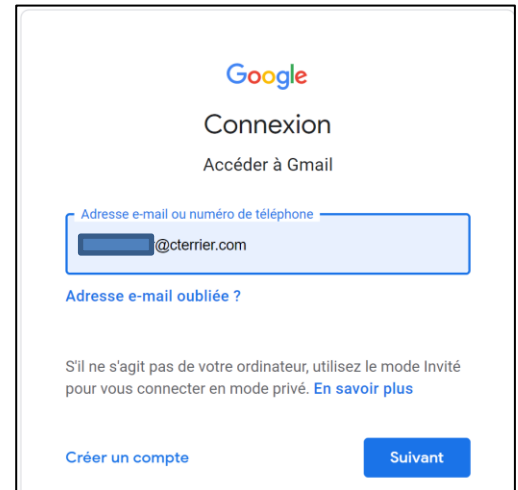 Google
Connexion
Accéder à Gmail
Adresse e-mail ou numéro de téléphone
@cterrier.com
Adresse e-mail oubliée ?
S'il ne s'agit pas de votre ordinateur, utilisez le mode Invité
pour vous connecter en mode privé. En savoir plus
Créer un compte
Suivant